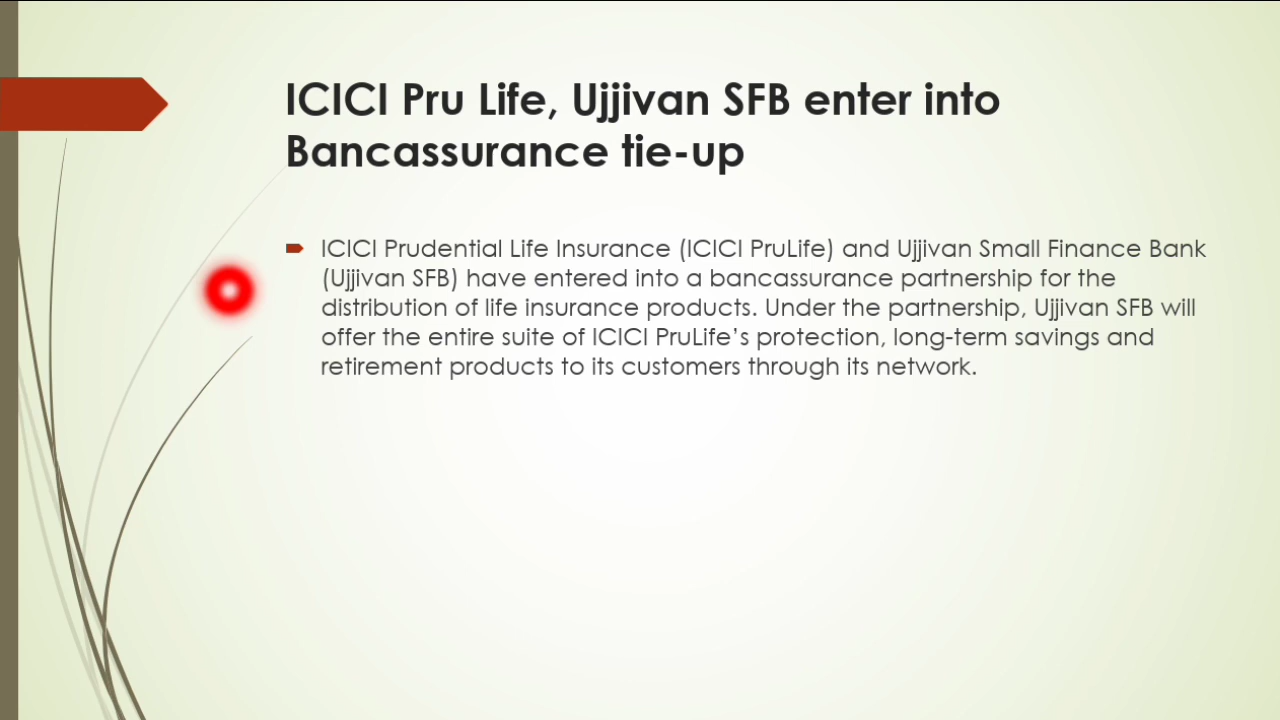 ICICI Pru Life, Ujjivan SFB enter into
Bancassurance tie-up
ICICI Prudential Life Insurance (ICICI PruLife) and Ujjivan Small Finance Bank
(Ujjivan SFB) have entered into a bancassurance partnership for the
distribution of life insurance products. Under the partnership, Ujjivan SFB will
offer the entire suite of ICICI PruLife’s protection, long-term savings and
retirement products to its customers through its network.